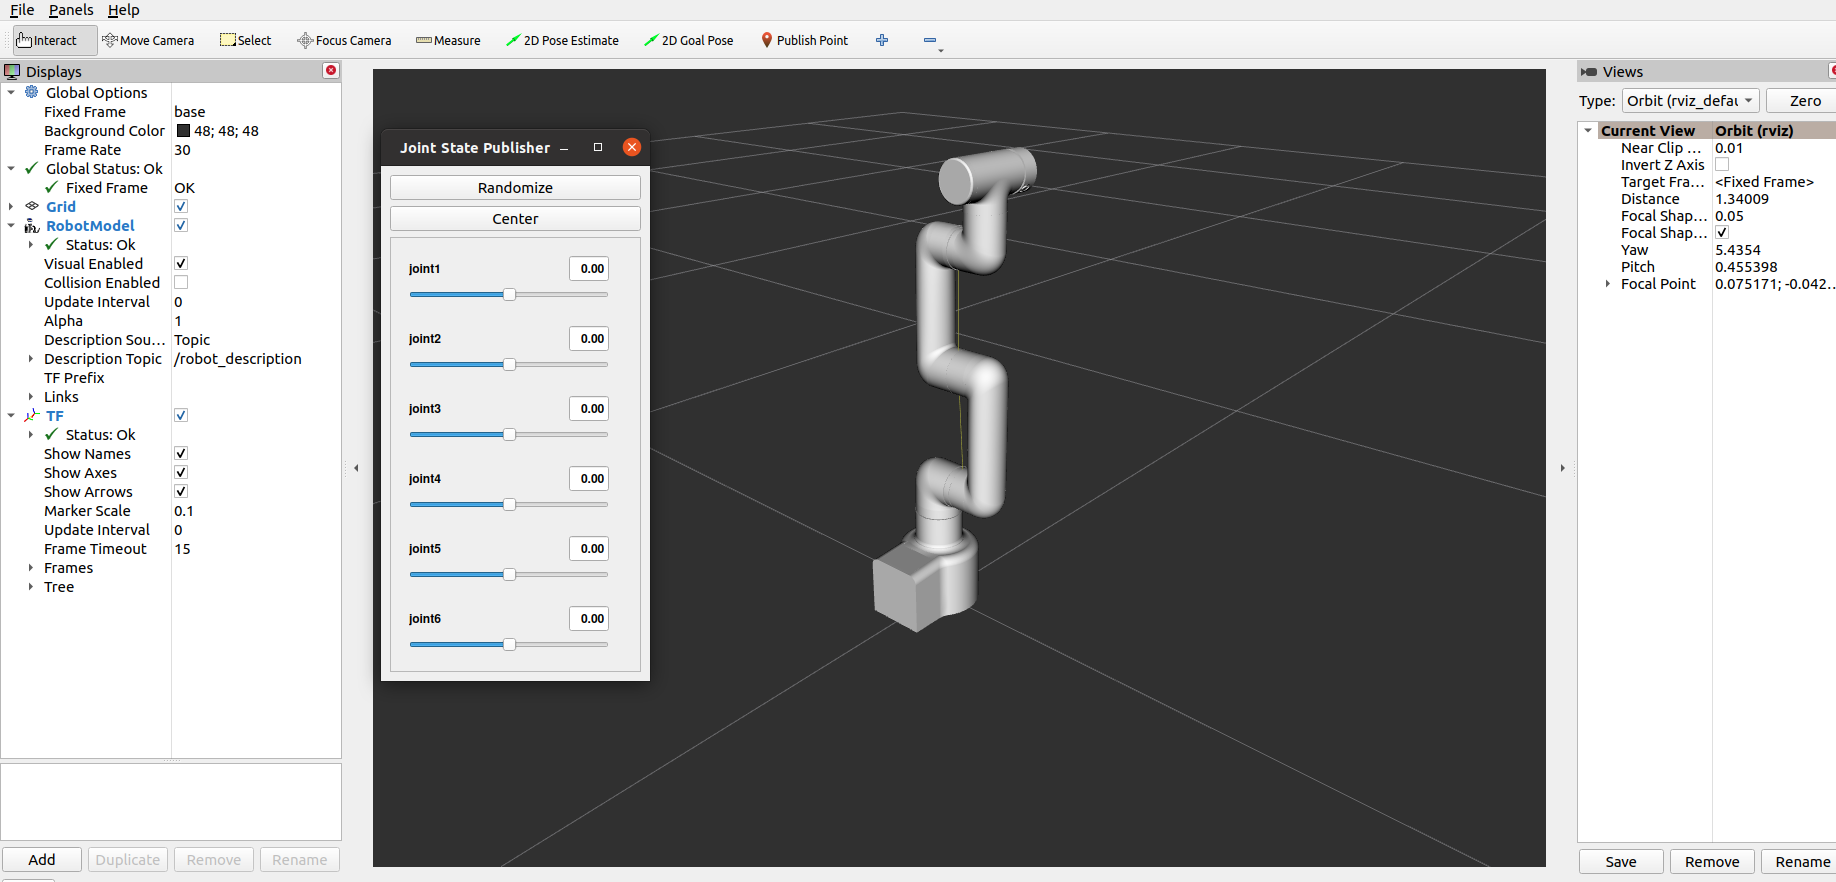 File Panels Help
Interact Move Camera Select Focus Camera Measure 2D Pose Estimate 2D Goal Pose Publish Point
Displays
Global Options
Fixed Frame base
Background Color 48; 48; 48
Frame Rate 30
Global Status: Ok
Fixed Frame OK
Grid
RobotModel
Status: Ok
Visual Enabled
Collision Enabled
Update Interval 0
Alpha 1
Description Sou... Topic
Description Topic /robot_description
TF Prefix
Links
TF
Status: Ok
Show Names
Show Axes
Show Arrows
Marker Scale 0.1
Update Interval 0
Frame Timeout 15
Frames
Tree
Add Duplicate Remove Rename
Joint State Publisher
Randomize
Center
joint1 0.00
joint2 0.00
joint3 0.00
joint4 0.00
joint5 0.00
joint6 0.00
Views
Type: Orbit (rviz_defau Zero
Current View Orbit (rviz)
Near Clip ... 0.01
Invert Z Axis
Target Fra... <Fixed Frame>
Distance 1.34009
Focal Shap... 0.05
Focal Shap...
Yaw 5.4354
Pitch 0.455398
Focal Point 0.075171; -0.042...
Save Remove Rename